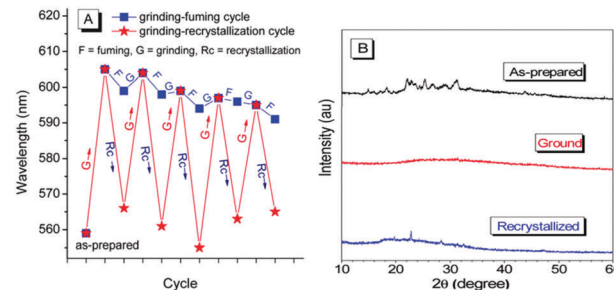 A
grinding-fuming cycle
grinding-recrystallization cycle
F = fuming, G = grinding, Rc = recrystallization
620
610
600
590
580
570
560
Wavelength (nm)
G
F
G
F
G
F
G
F
G
F
G
Rc
G
Rc
G
Rc
G
Rc
G
Rc
as-prepared
Cycle
B
As-prepared
Ground
Recrystallized
Intensity (au)
10 20 30 40 50 60
2θ (degree)